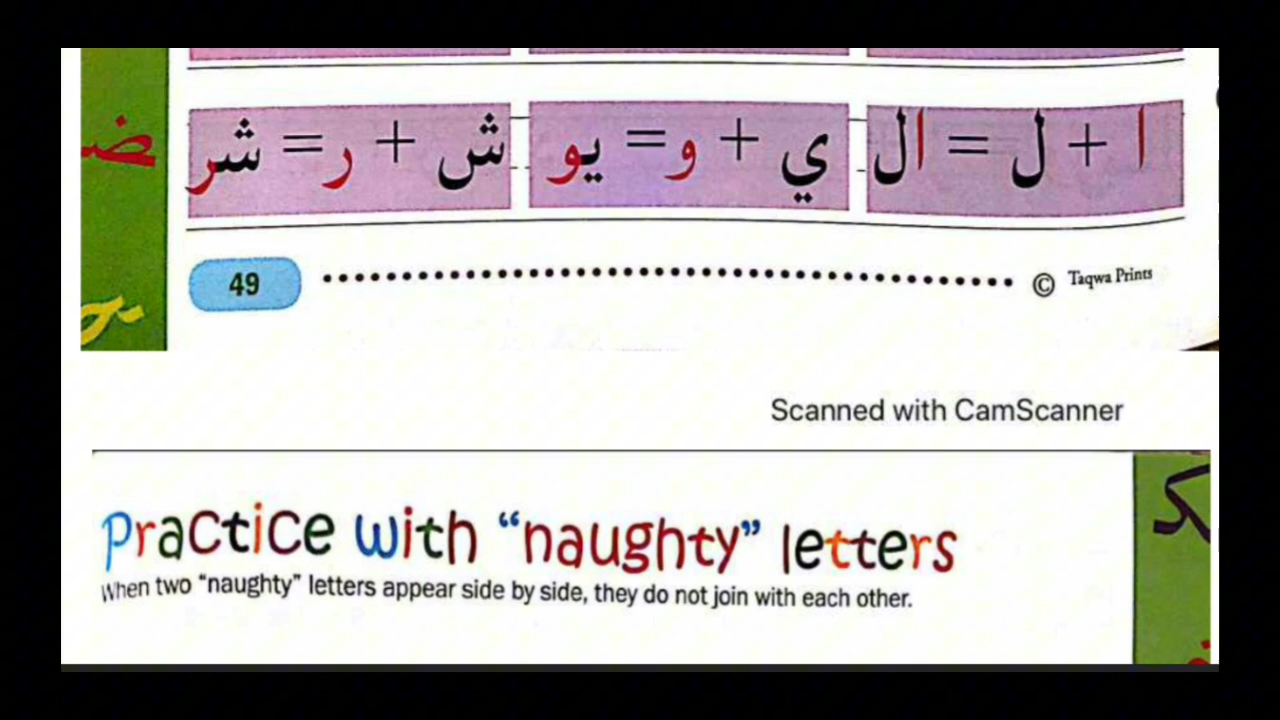 ا + ل = ال
ي + و = يو
ش + ر = شر
49
© Taqwa Prints
Scanned with CamScanner
Practice with “naughty” letters
When two “naughty” letters appear side by side, they do not join with each other.